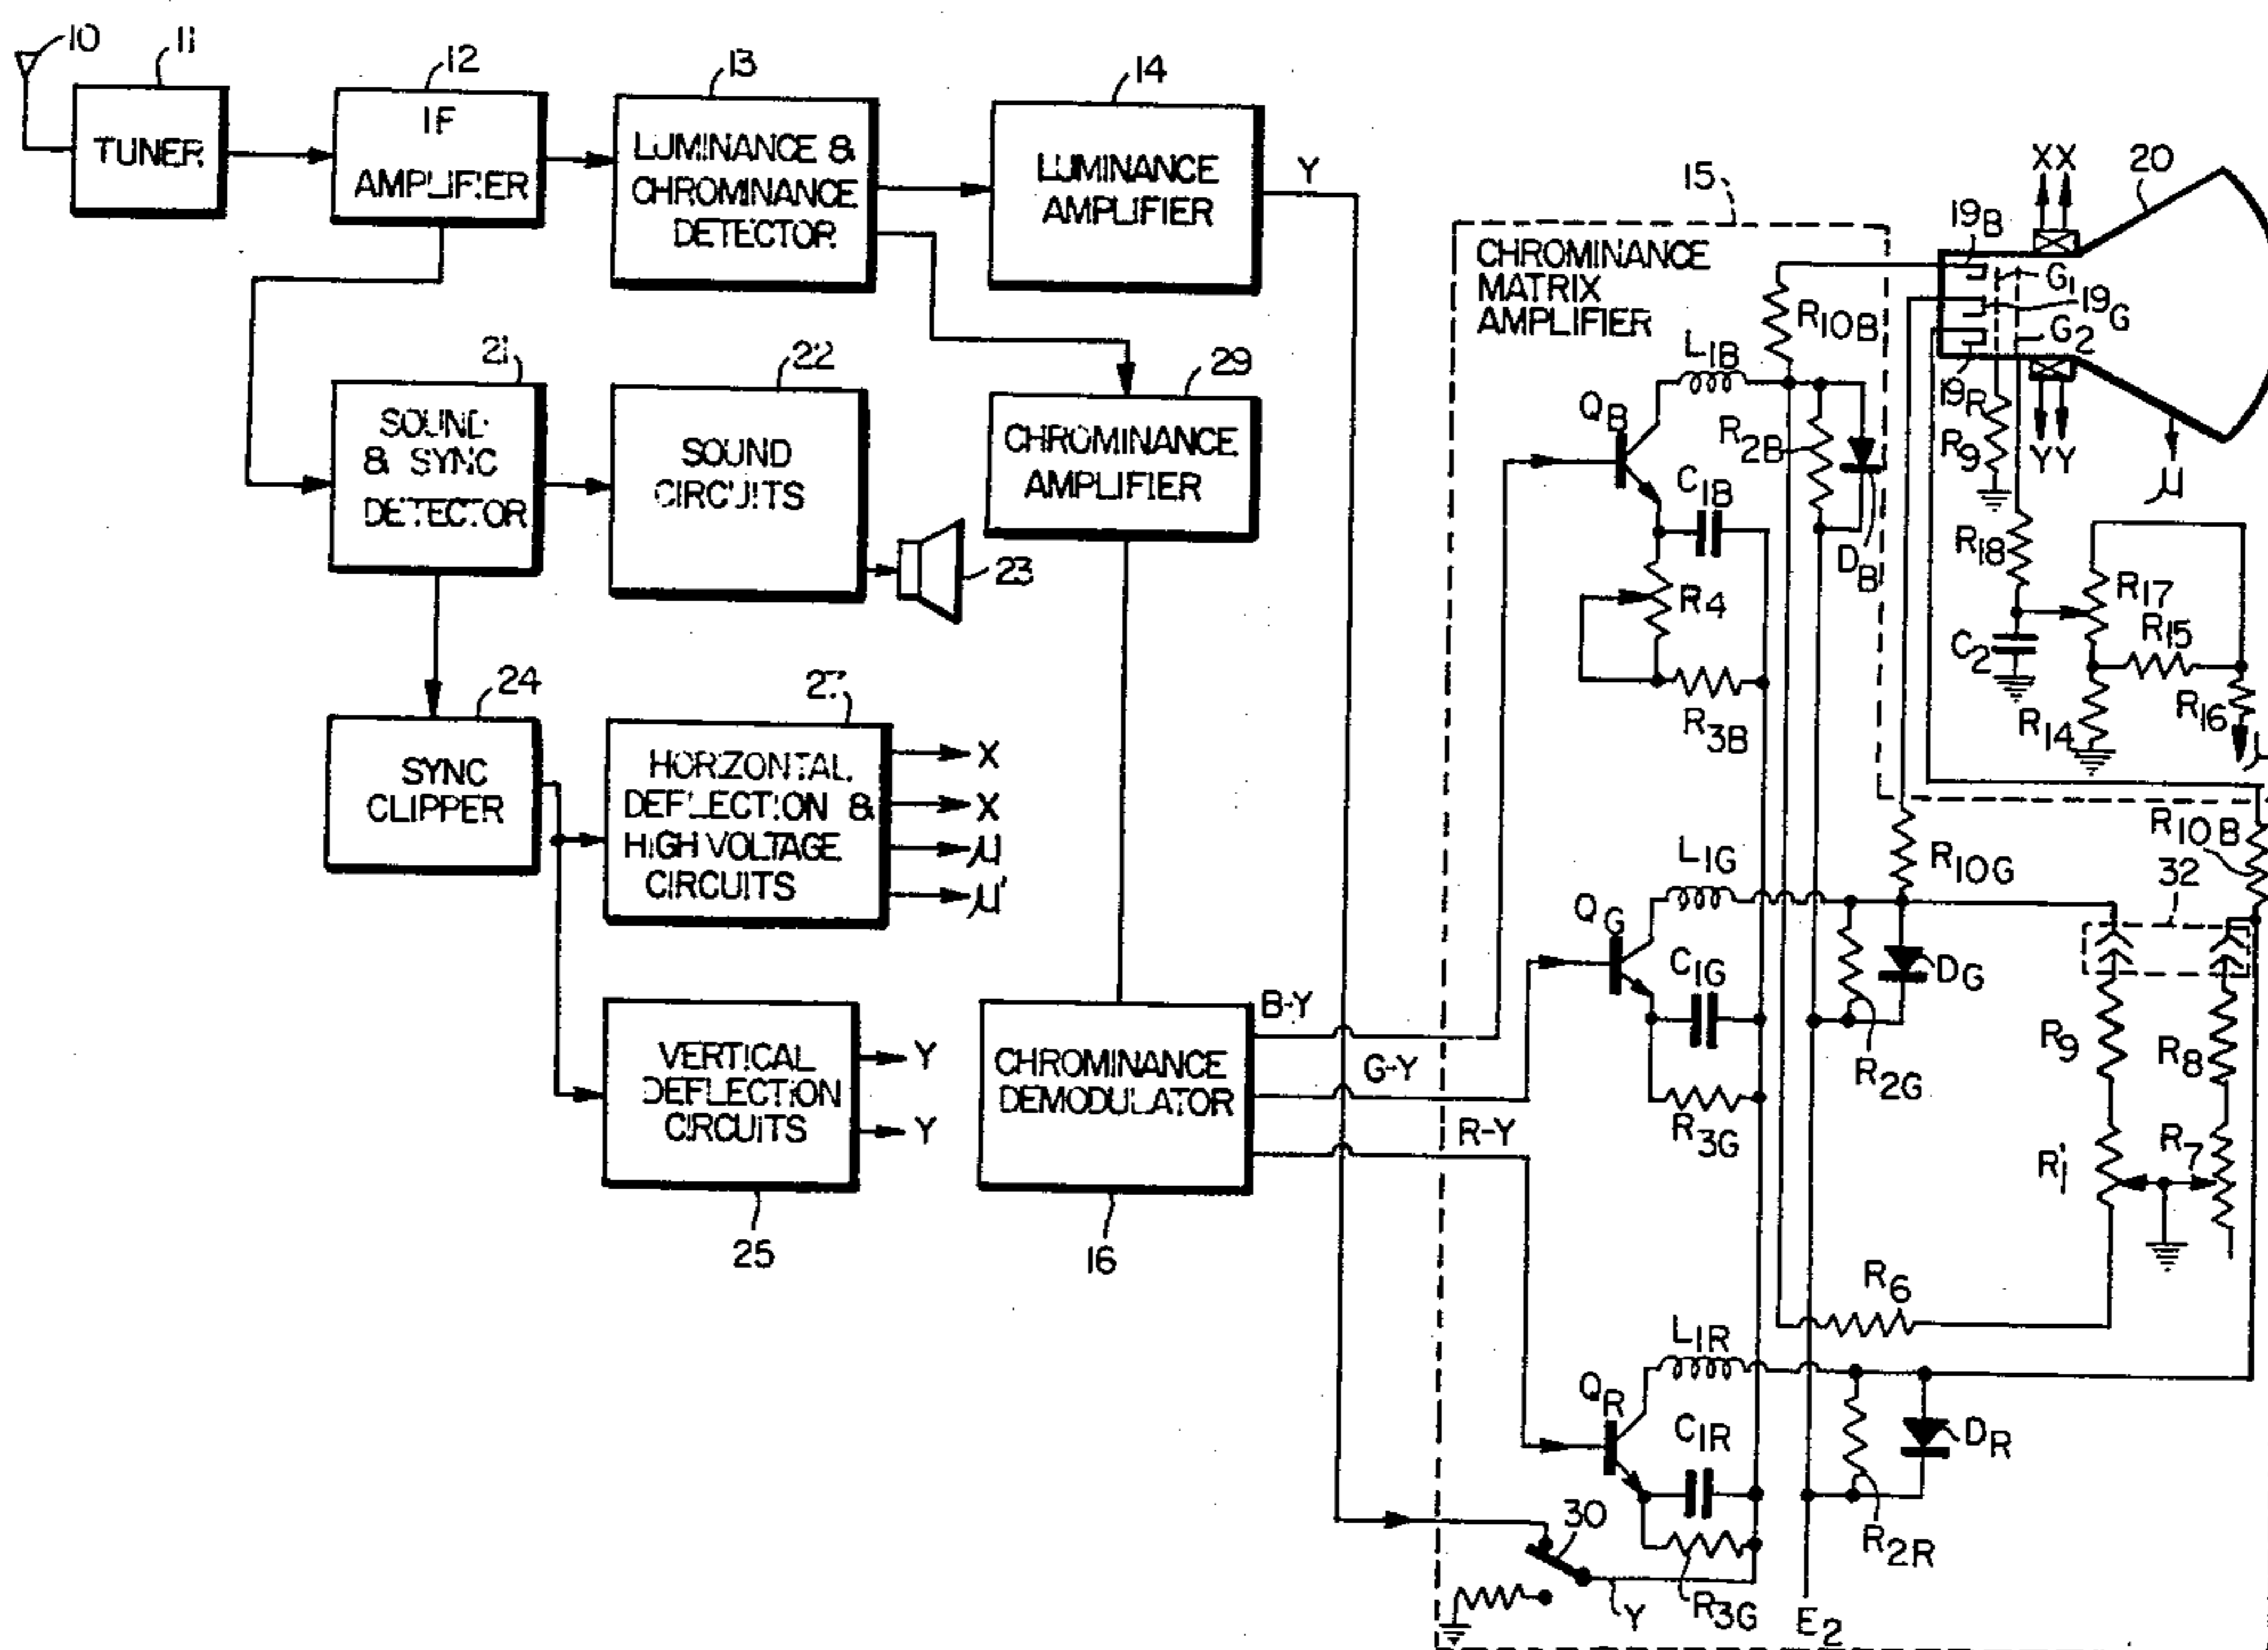 10
11
TUNER
12
IF
AMPLIFIER
13
LUMINANCE &
CHROMINANCE
DETECTOR
14
LUMINANCE
AMPLIFIER
Y
21
SOUND
& SYNC
DETECTOR
22
SOUND
CIRCUITS
23
29
CHROMINANCE
AMPLIFIER
24
SYNC
CLIPPER
HORZONTAL
DEFLECTION &
HIGH VOLTAGE
CIRCUITS
X
X
μ
μ'
VERTICAL
DEFLECTION
CIRCUITS
Y
Y
25
CHROMINANCE
DEMODULATOR
16
B-Y
G-Y
R-Y
15
CHROMINANCE
MATRIX
AMPLIFIER
XX
20
19B
G1
19G
G2
19R
R9
YY
μ
R10B
L1B
QB
R2B
C1B
DB
R4
R3B
R18
R17
R15
C2
R14
R16
R10B
32
R10G
L1G
QG
C1G
DG
R2G
R3G
R9
R8
R'1
R7
R6
L1R
QR
C1R
DR
R2R
30
R3G
Y
E2